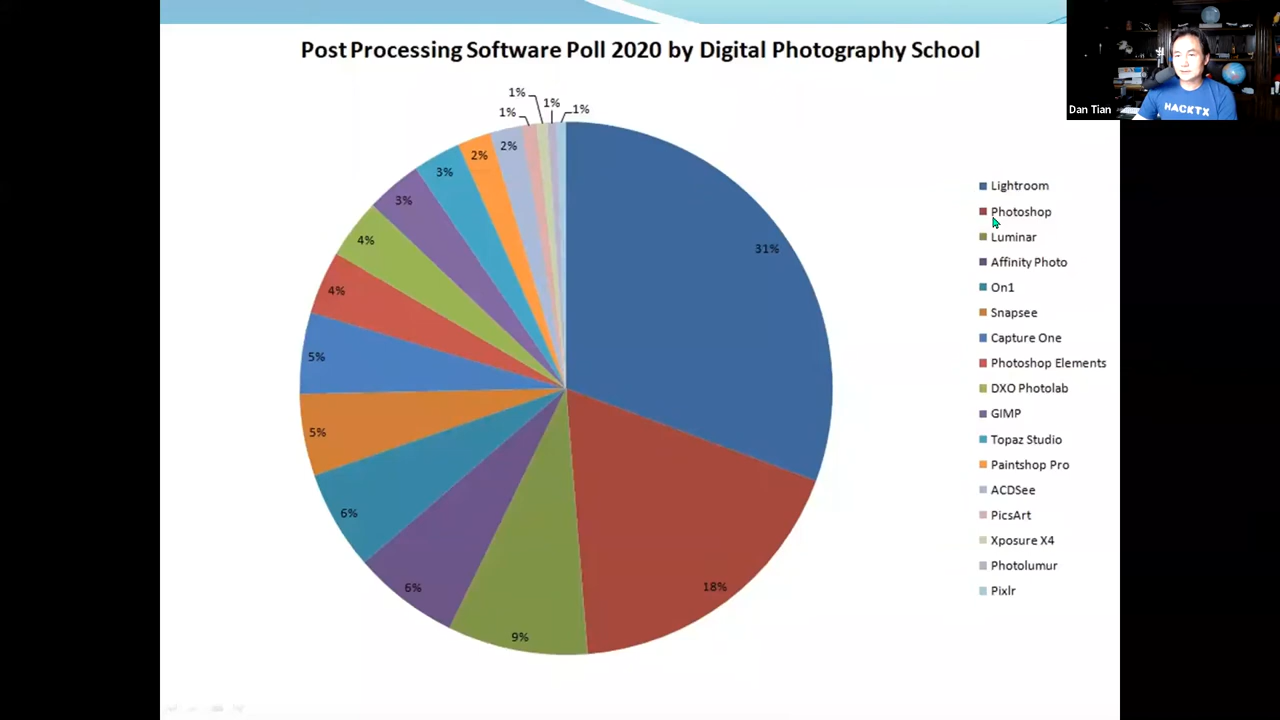 Post Processing Software Poll 2020 by Digital Photography School
Dan Tian
HACKTX
1%
1%
1%
1%
2%
2%
3%
3%
4%
4%
5%
5%
6%
6%
9%
18%
31%
Lightroom
Photoshop
Luminar
Affinity Photo
On1
Snapsee
Capture One
Photoshop Elements
DXO Photolab
GIMP
Topaz Studio
Paintshop Pro
ACDSee
PicsArt
Xposure X4
Photolumur
Pixlr